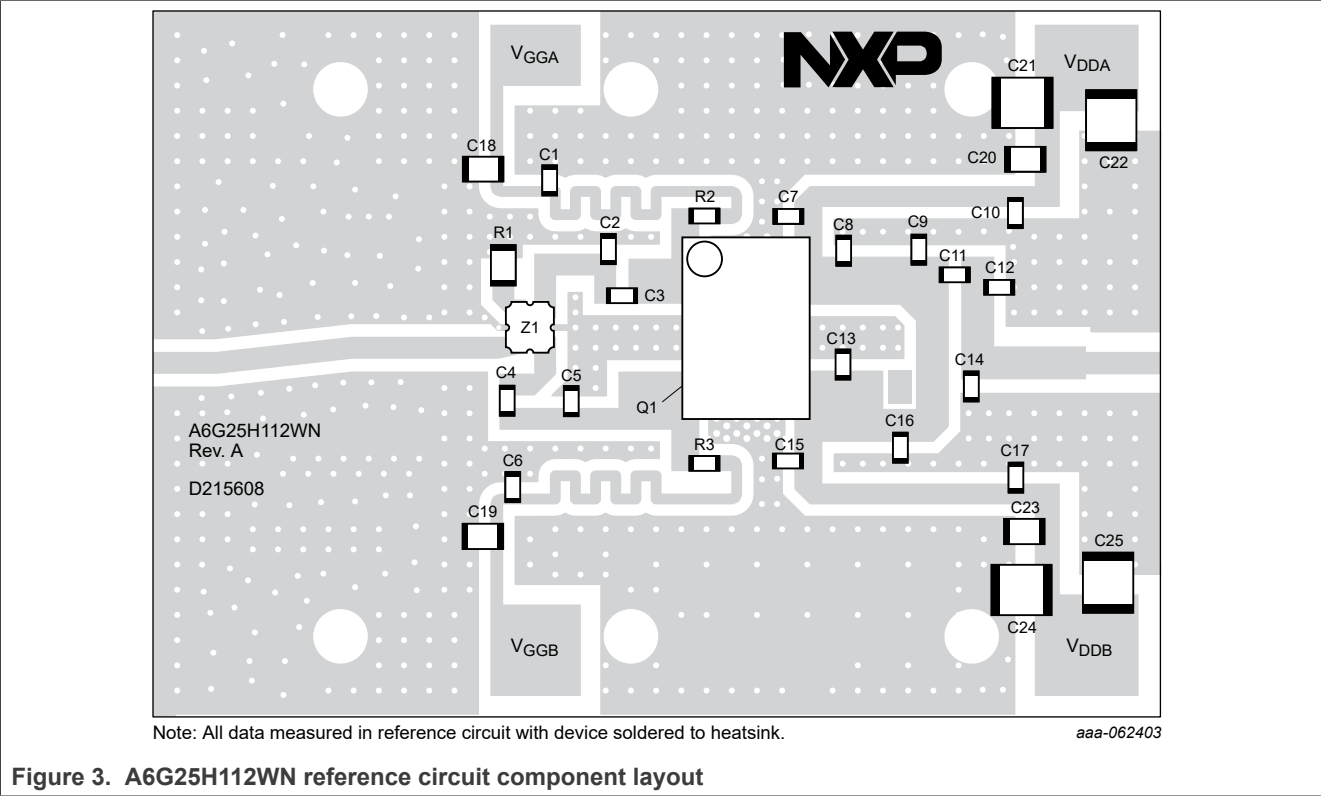 VGGA
NXP
C21
VDDA
C18
C1
C20
C22
R2
C7
C10
R1
C2
C8
C9
C11
C12
C3
Z1
C13
C4
C5
C14
Q1
A6G25H112WN
Rev. A
D215608
R3
C15
C16
C17
C6
C19
C23
C25
C24
VGGB
VDDB
Note: All data measured in reference circuit with device soldered to heatsink.
aaa-062403
Figure 3. A6G25H112WN reference circuit component layout